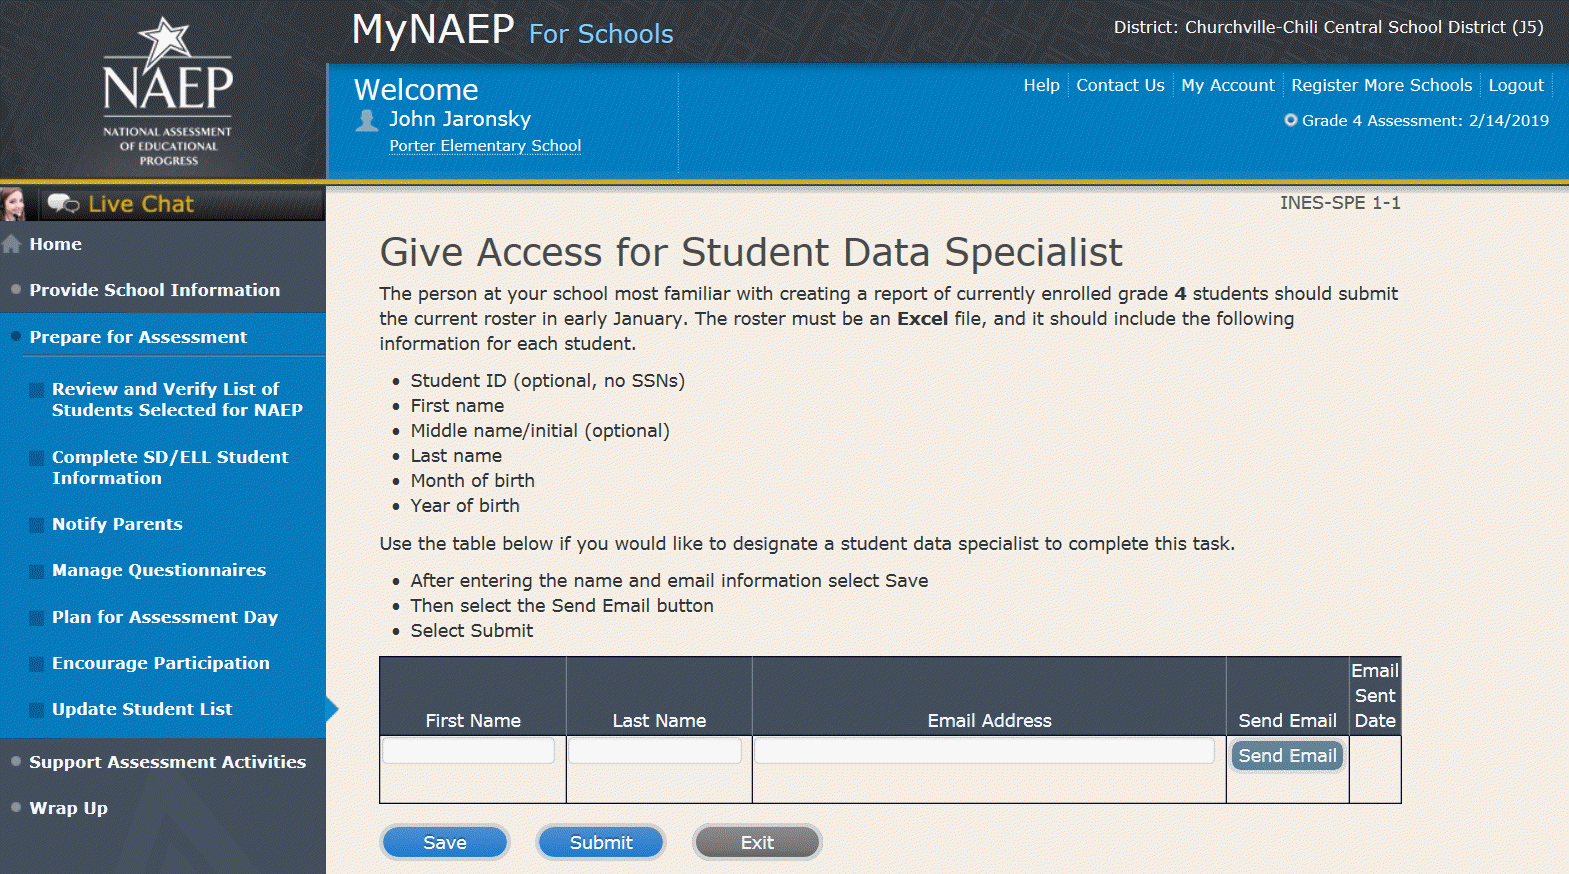 MyNAEP For Schools
District: Churchville-Chili Central School District (J5)
NAEP
NATIONAL ASSESSMENT
OF EDUCATIONAL
PROGRESS
Welcome
John Jaronsky
Porter Elementary School
Help Contact Us My Account Register More Schools Logout
Grade 4 Assessment: 2/14/2019
Live Chat
Home
Provide School Information
Prepare for Assessment
Review and Verify List of
Students Selected for NAEP
Complete SD/ELL Student
Information
Notify Parents
Manage Questionnaires
Plan for Assessment Day
Encourage Participation
Update Student List
Support Assessment Activities
Wrap Up
INES-SPE 1-1
Give Access for Student Data Specialist
The person at your school most familiar with creating a report of currently enrolled grade 4 students should submit
the current roster in early January. The roster must be an Excel file, and it should include the following
information for each student.
• Student ID (optional, no SSNs)
• First name
• Middle name/initial (optional)
• Last name
• Month of birth
• Year of birth
Use the table below if you would like to designate a student data specialist to complete this task.
• After entering the name and email information select Save
• Then select the Send Email button
• Select Submit
First Name Last Name Email Address Send Email Email
Sent
Date
Send Email
Save Submit Exit